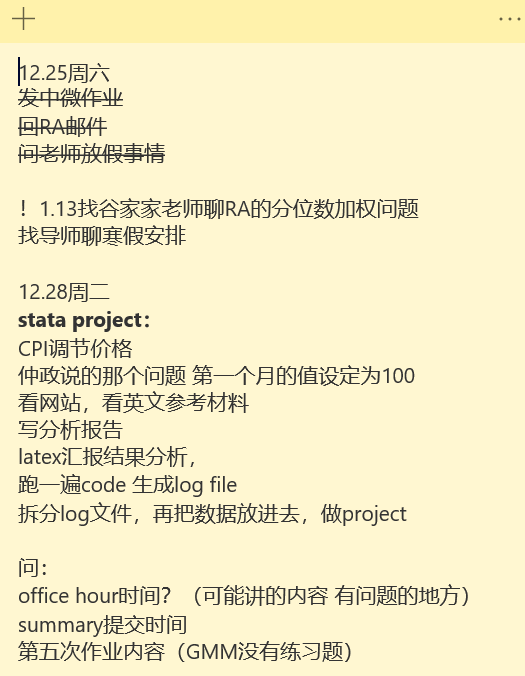 12.25周六
发中微作业
回RA邮件
问老师放假事情
！1.13找谷家家老师聊RA的分位数加权问题
找导师聊寒假安排
12.28周二
stata project：
CPI调节价格
仲政说的那个问题 第一个月的值设定为100
看网站，看英文参考材料
写分析报告
latex汇报结果分析，
跑一遍code 生成log file
拆分log文件，再把数据放进去，做project
问：
office hour时间？（可能讲的内容 有问题的地方）
summary提交时间
第五次作业内容（GMM没有练习题）